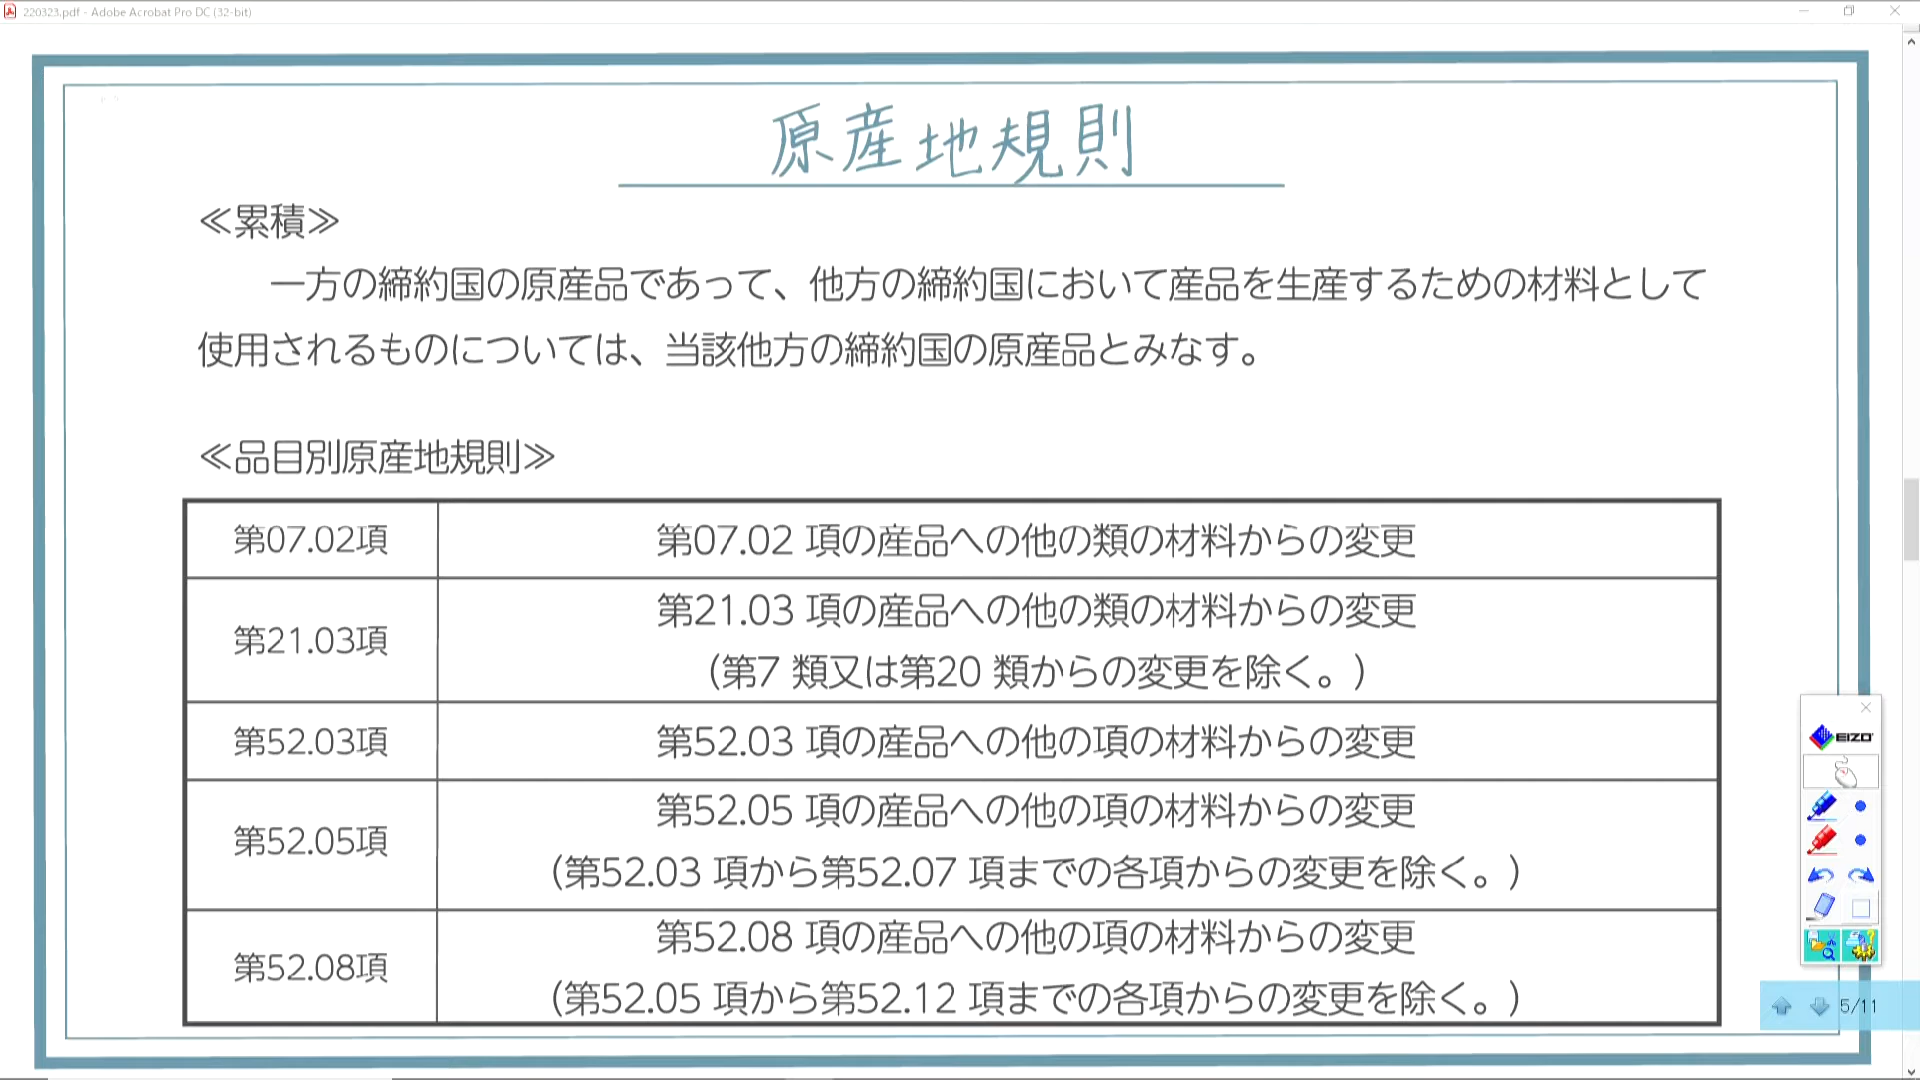 220323.pdf - Adobe Acrobat Pro DC (32-bit)
原産地規則
≪累積≫
一方の締約国の原産品であって、他方の締約国において産品を生産するための材料として
使用されるものについては、当該他方の締約国の原産品とみなす。
≪品目別原産地規則≫
第07.02項
第07.02 項の産品への他の類の材料からの変更
第21.03項
第21.03 項の産品への他の類の材料からの変更
(第7 類又は第20 類からの変更を除く。)
第52.03項
第52.03 項の産品への他の項の材料からの変更
第52.05項
第52.05 項の産品への他の項の材料からの変更
(第52.03 項から第52.07 項までの各項からの変更を除く。)
第52.08項
第52.08 項の産品への他の項の材料からの変更
(第52.05 項から第52.12 項までの各項からの変更を除く。)
EIZO
5/11